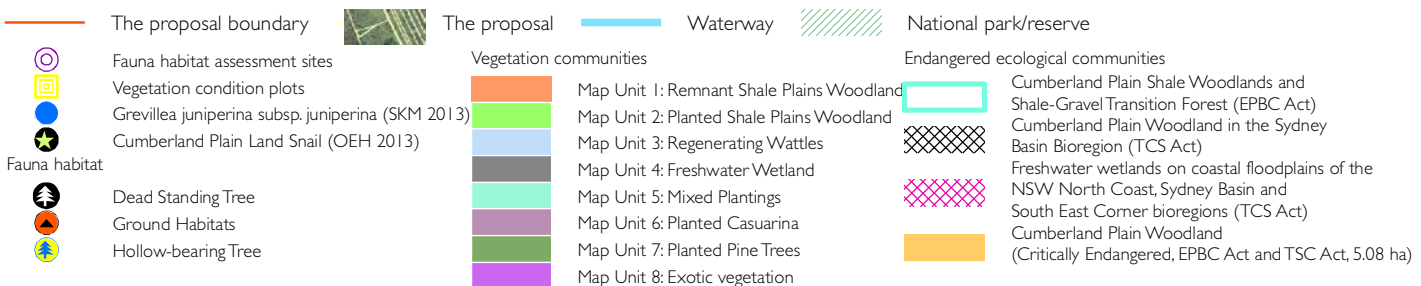 The proposal boundary
The proposal
Waterway
National park/reserve
Fauna habitat assessment sites
Vegetation condition plots
Grevillea juniperina subsp. juniperina (SKM 2013)
Cumberland Plain Land Snail (OEH 2013)
Fauna habitat
Dead Standing Tree
Ground Habitats
Hollow-bearing Tree
Vegetation communities
Map Unit 1: Remnant Shale Plains Woodland
Map Unit 2: Planted Shale Plains Woodland
Map Unit 3: Regenerating Wattles
Map Unit 4: Freshwater Wetland
Map Unit 5: Mixed Plantings
Map Unit 6: Planted Casuarina
Map Unit 7: Planted Pine Trees
Map Unit 8: Exotic vegetation
Endangered ecological communities
Cumberland Plain Shale Woodlands and
Shale-Gravel Transition Forest (EPBC Act)
Cumberland Plain Woodland in the Sydney
Basin Bioregion (TCS Act)
Freshwater wetlands on coastal floodplains of the
NSW North Coast, Sydney Basin and
South East Corner bioregions (TCS Act)
Cumberland Plain Woodland
(Critically Endangered, EPBC Act and TSC Act, 5.08 ha)